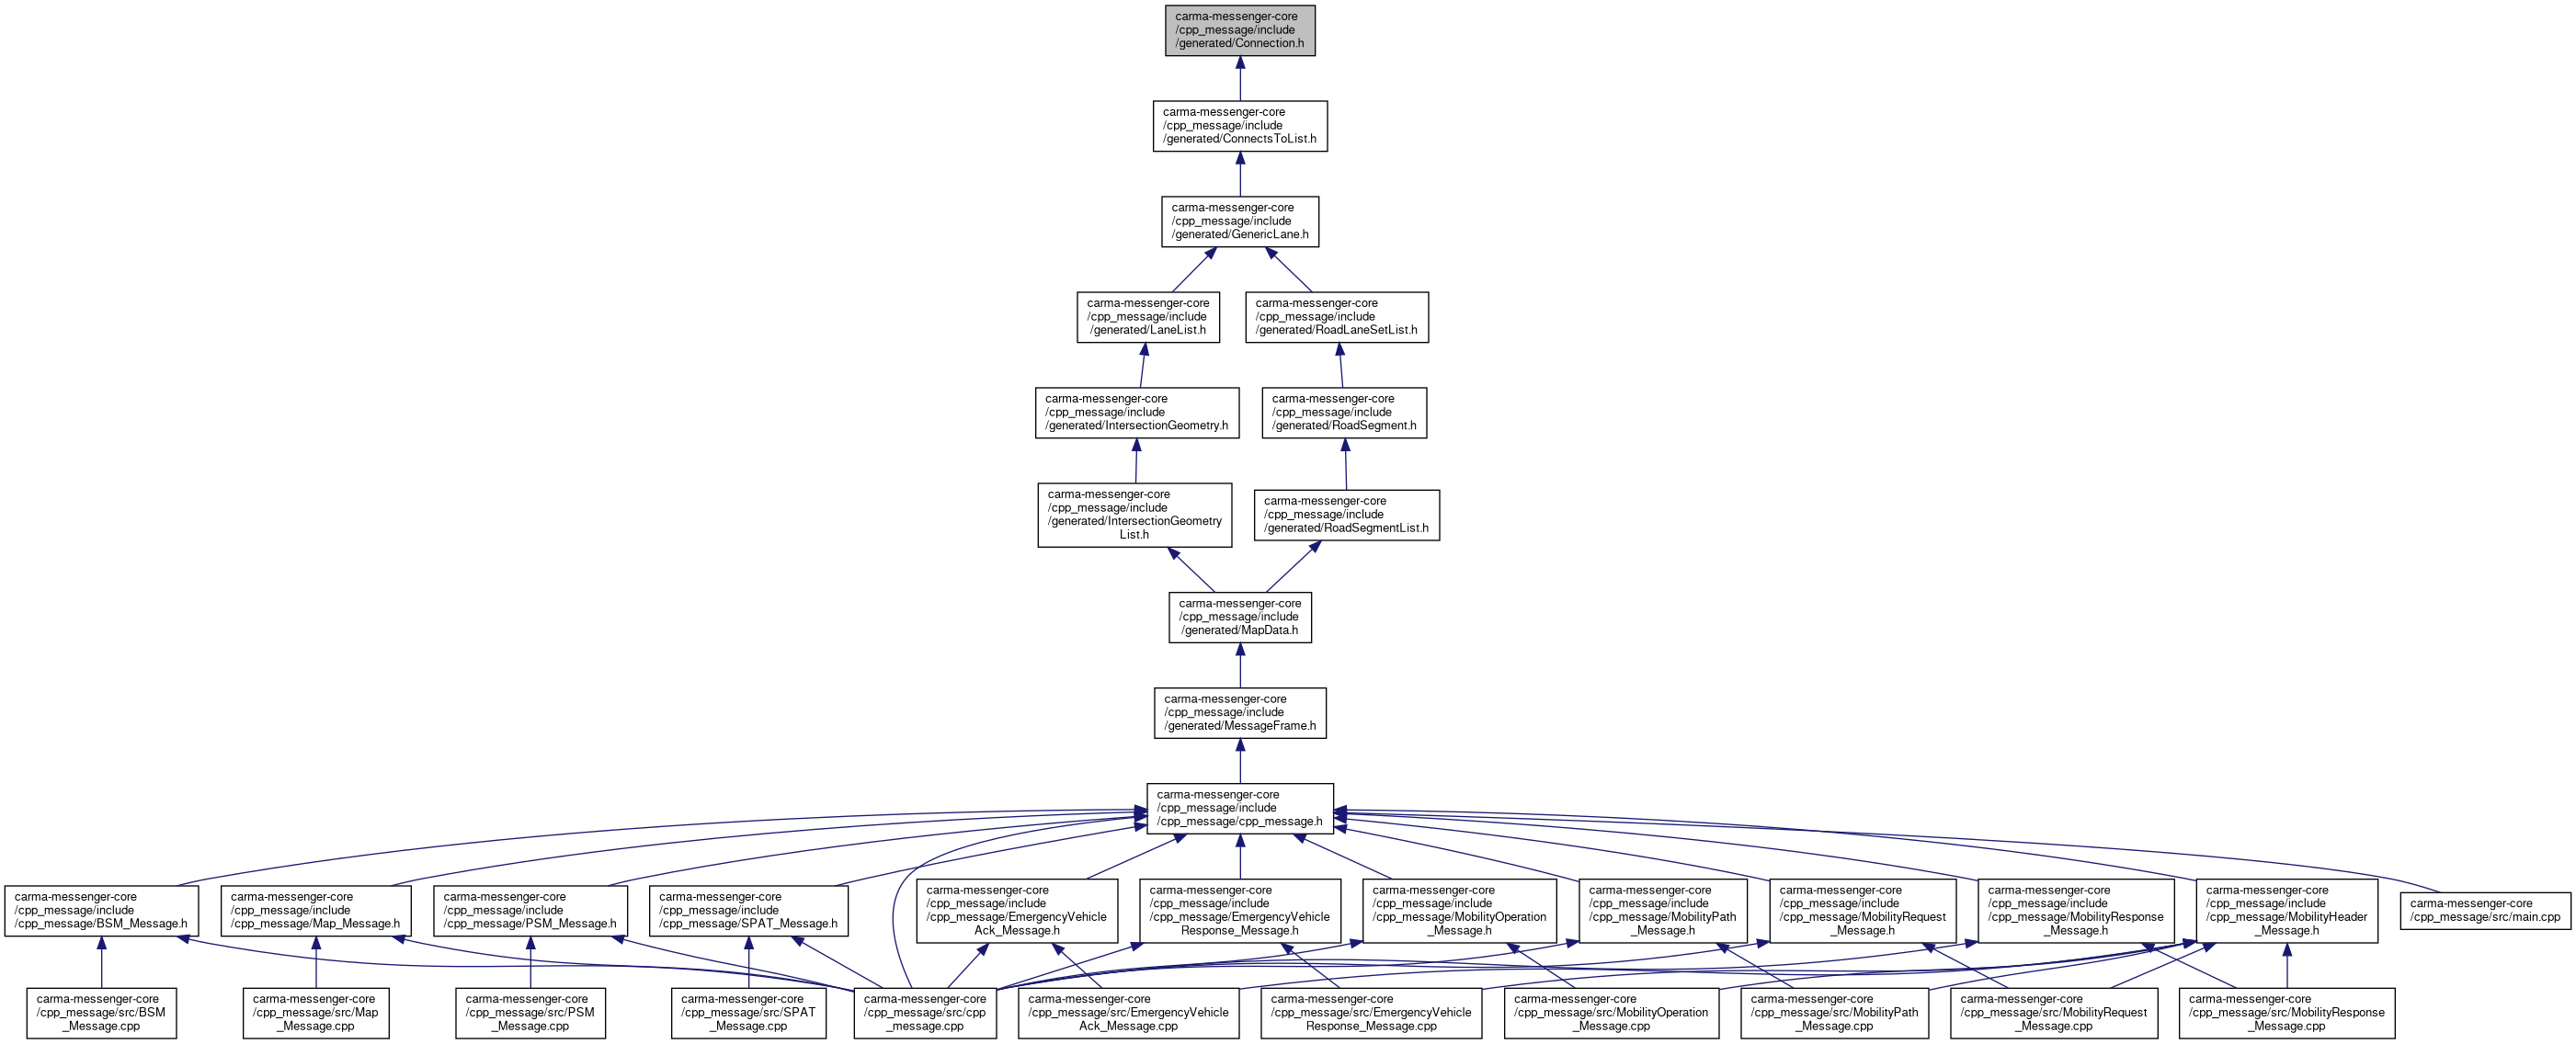 carma-messenger-core
/cpp_message/include
/generated/Connection.h
carma-messenger-core
/cpp_message/include
/generated/ConnectsToList.h
carma-messenger-core
/cpp_message/include
/generated/GenericLane.h
carma-messenger-core
/cpp_message/include
/generated/LaneList.h
carma-messenger-core
/cpp_message/include
/generated/RoadLaneSetList.h
carma-messenger-core
/cpp_message/include
/generated/IntersectionGeometry.h
carma-messenger-core
/cpp_message/include
/generated/RoadSegment.h
carma-messenger-core
/cpp_message/include
/generated/IntersectionGeometry
List.h
carma-messenger-core
/cpp_message/include
/generated/RoadSegmentList.h
carma-messenger-core
/cpp_message/include
/generated/MapData.h
carma-messenger-core
/cpp_message/include
/generated/MessageFrame.h
carma-messenger-core
/cpp_message/include
/cpp_message/cpp_message.h
carma-messenger-core
/cpp_message/include
/cpp_message/BSM_Message.h
carma-messenger-core
/cpp_message/include
/cpp_message/Map_Message.h
carma-messenger-core
/cpp_message/include
/cpp_message/PSM_Message.h
carma-messenger-core
/cpp_message/include
/cpp_message/SPAT_Message.h
carma-messenger-core
/cpp_message/include
/cpp_message/EmergencyVehicle
Ack_Message.h
carma-messenger-core
/cpp_message/include
/cpp_message/EmergencyVehicle
Response_Message.h
carma-messenger-core
/cpp_message/include
/cpp_message/MobilityOperation
_Message.h
carma-messenger-core
/cpp_message/include
/cpp_message/MobilityPath
_Message.h
carma-messenger-core
/cpp_message/include
/cpp_message/MobilityRequest
_Message.h
carma-messenger-core
/cpp_message/include
/cpp_message/MobilityResponse
_Message.h
carma-messenger-core
/cpp_message/include
/cpp_message/MobilityHeader
_Message.h
carma-messenger-core
/cpp_message/src/main.cpp
carma-messenger-core
/cpp_message/src/BSM
_Message.cpp
carma-messenger-core
/cpp_message/src/Map
_Message.cpp
carma-messenger-core
/cpp_message/src/PSM
_Message.cpp
carma-messenger-core
/cpp_message/src/SPAT
_Message.cpp
carma-messenger-core
/cpp_message/src/cpp
_message.cpp
carma-messenger-core
/cpp_message/src/EmergencyVehicle
Ack_Message.cpp
carma-messenger-core
/cpp_message/src/EmergencyVehicle
Response_Message.cpp
carma-messenger-core
/cpp_message/src/MobilityOperation
_Message.cpp
carma-messenger-core
/cpp_message/src/MobilityPath
_Message.cpp
carma-messenger-core
/cpp_message/src/MobilityRequest
_Message.cpp
carma-messenger-core
/cpp_message/src/MobilityResponse
_Message.cpp